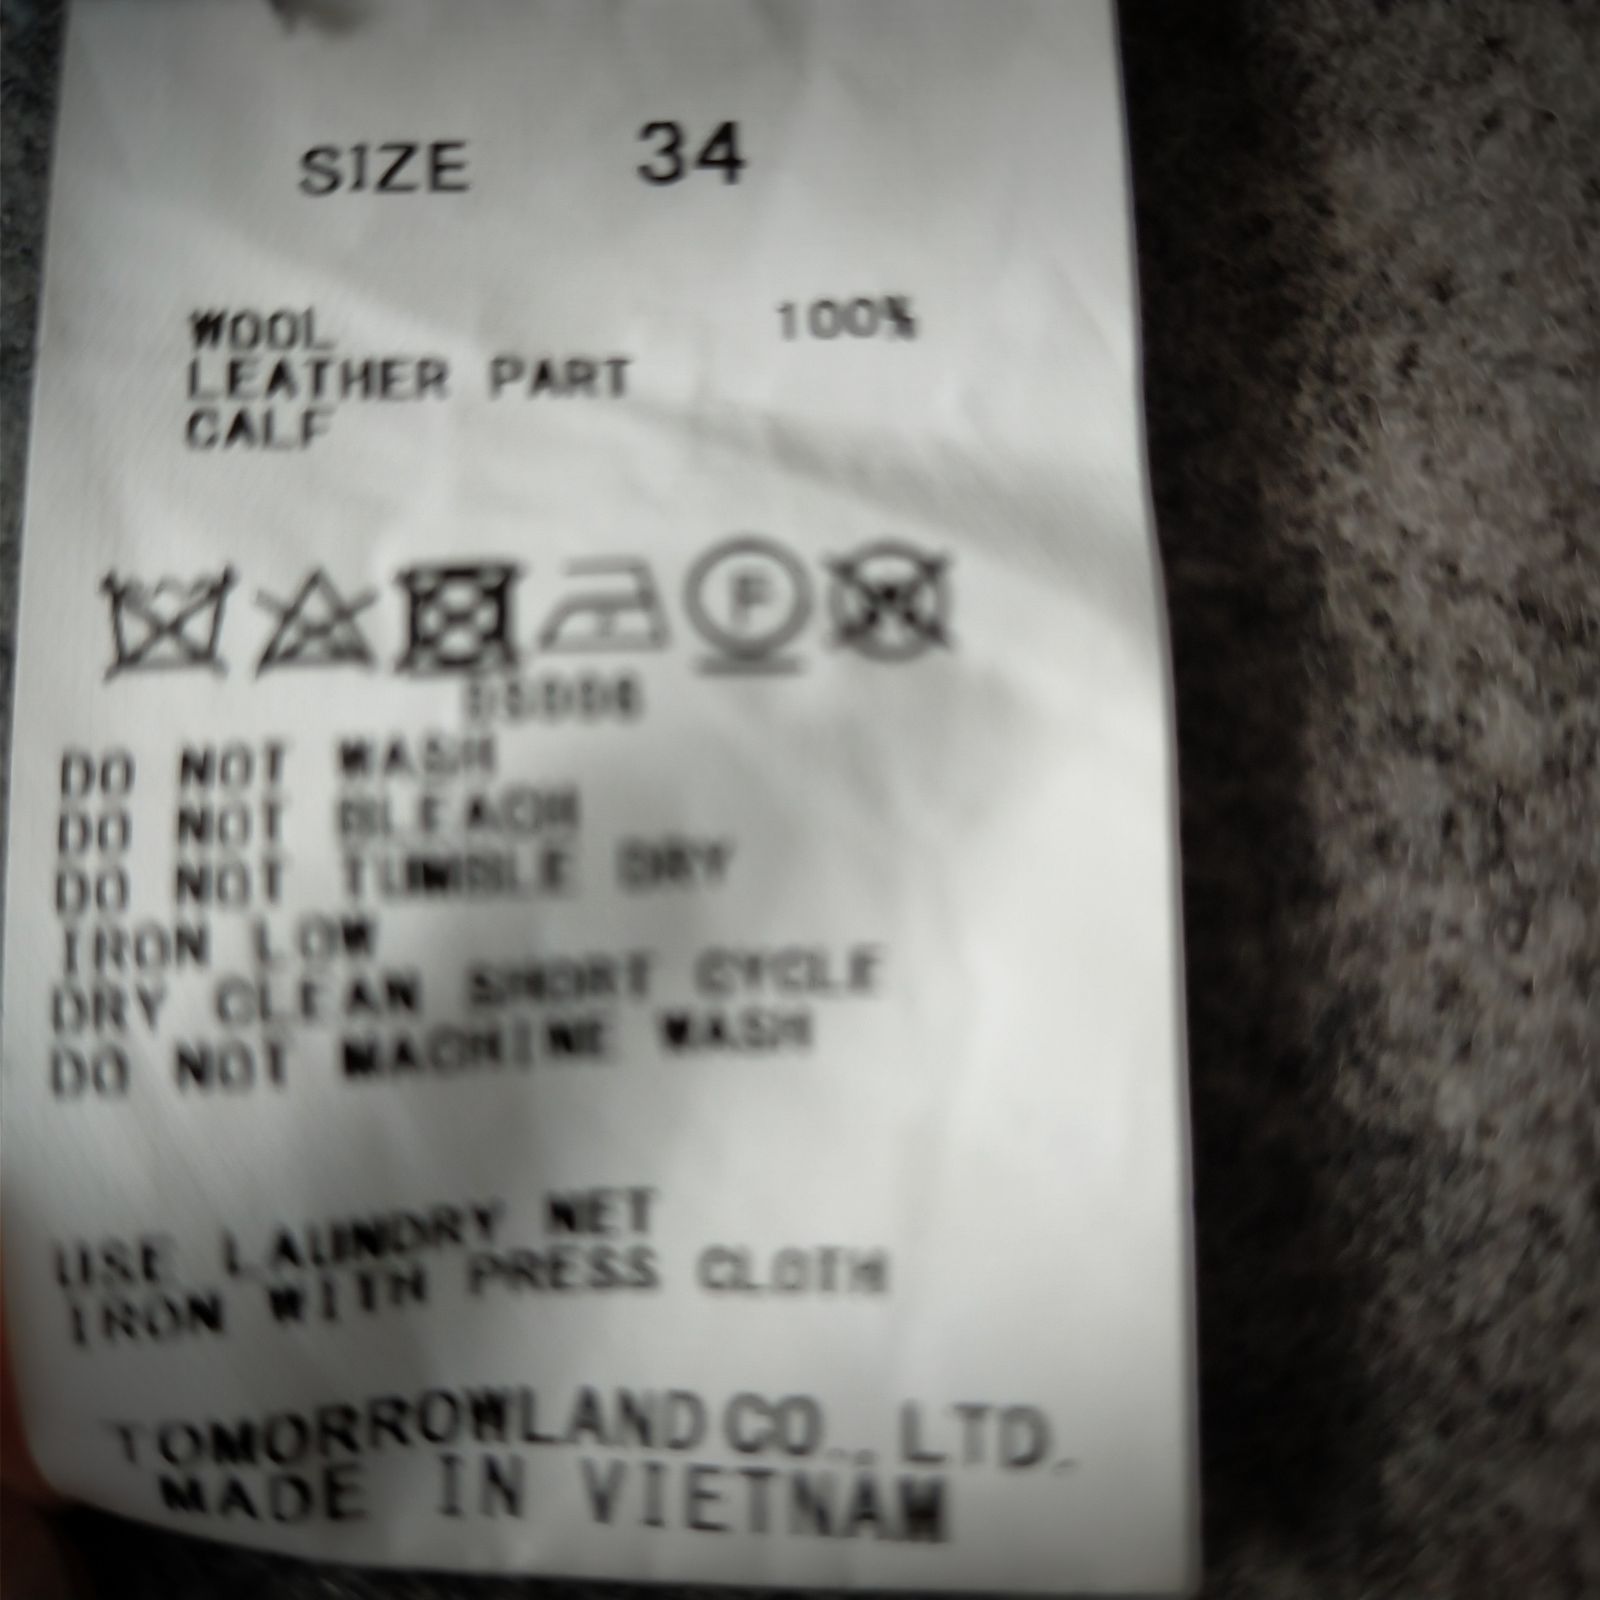 SIZE 34
WOOL 100%
LEATHER PART
CALF
F
DO NOT WASH
DO NOT BLEACH
DO NOT TUMBLE DRY
IRON LOW
DRY CLEAN SHORT CYCLE
DO NOT MACHINE WASH
USE LAUNDRY NET
IRON WITH PRESS CLOTH
TOMORROWLAND CO., LTD.
MADE IN VIETNAM